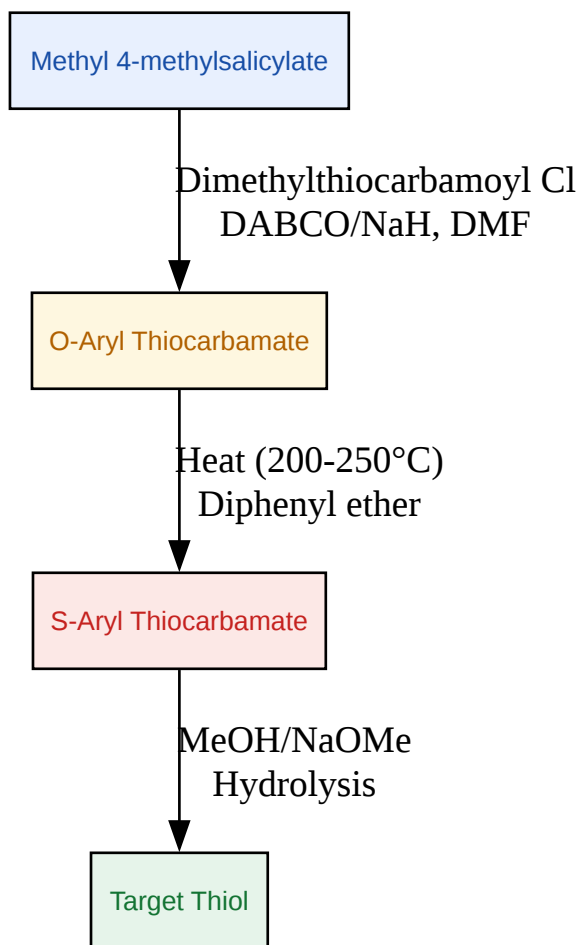 Methyl 4-methylsalicylate
Dimethylthiocarbamoyl Cl
DABCO/NaH, DMF
O-Aryl Thiocarbamate
Heat (200-250°C)
Diphenyl ether
S-Aryl Thiocarbamate
MeOH/NaOMe
Hydrolysis
Target Thiol